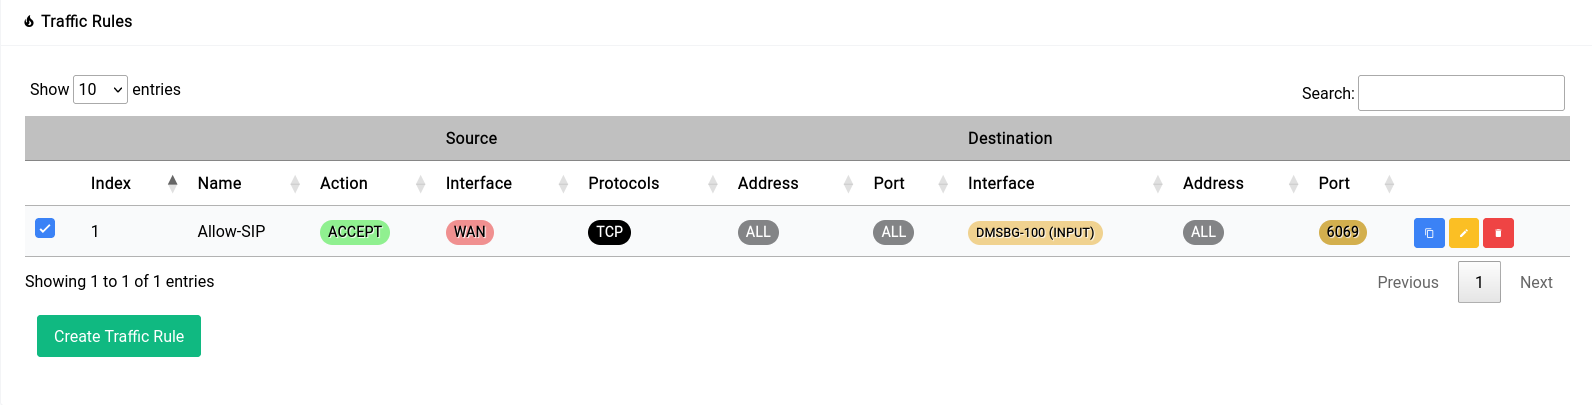 Traffic Rules
Show 10 entries
Search:
Source Destination
Index Name Action Interface Protocols Address Port Interface Address Port
1 Allow-SIP ACCEPT WAN TCP ALL ALL DMSBG-100 (INPUT) ALL 6069
Showing 1 to 1 of 1 entries
Previous 1 Next
Create Traffic Rule